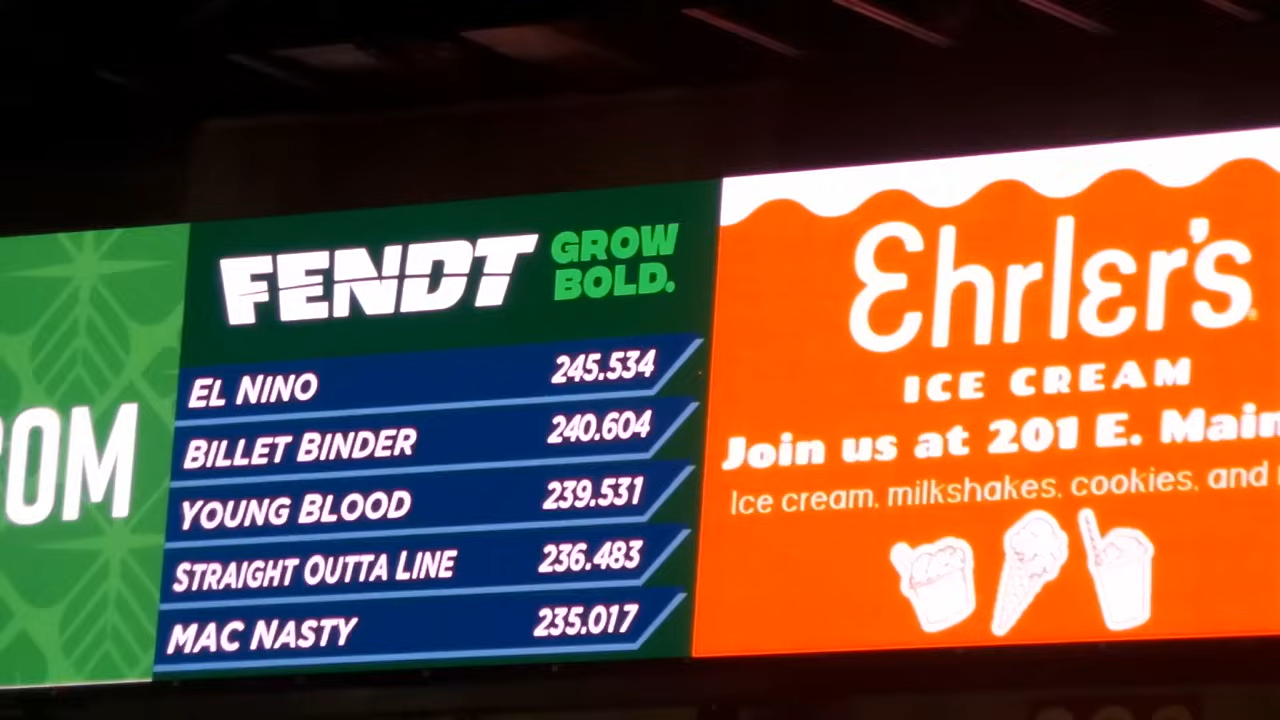 OM
FENDT GROW
BOLD.
EL NINO 245.534
BILLET BINDER 240.604
YOUNG BLOOD 239.531
STRAIGHT OUTTA LINE 236.483
MAC NASTY 235.017
Ehrler's
ICE CREAM
Join us at 201 E. Main
Ice cream, milkshakes, cookies, and